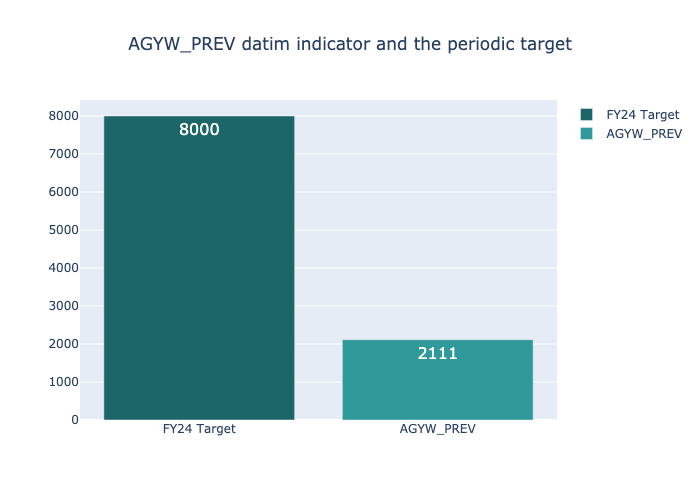 AGYW_PREV datim indicator and the periodic target
8000
7000
6000
5000
4000
3000
2000
1000
0
8000
2111
FY24 Target
AGYW_PREV
FY24 Target
AGYW_PREV